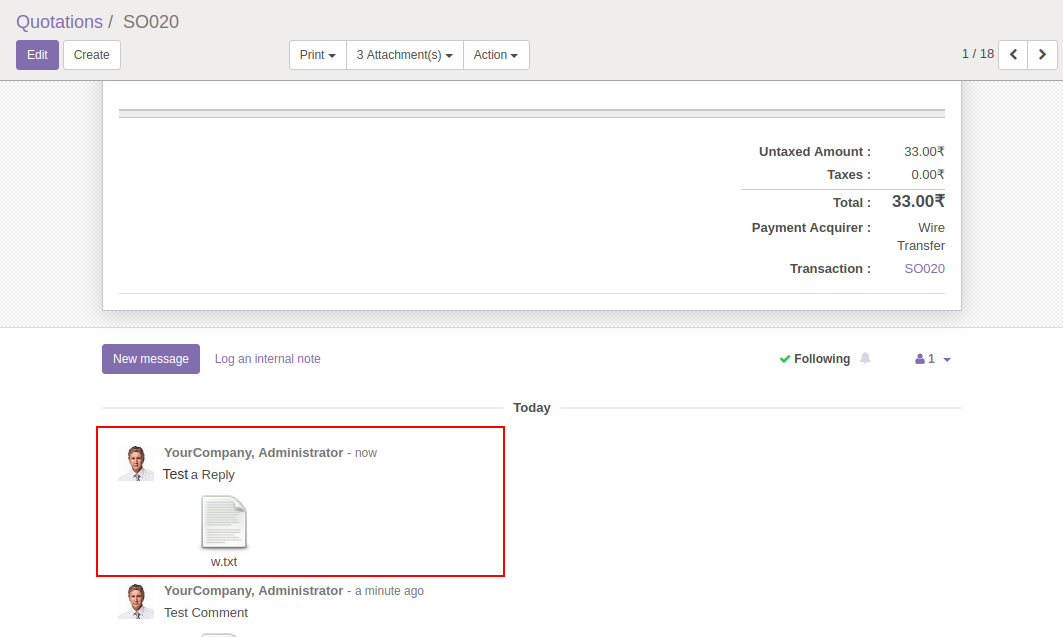 Quotations / SO020
Edit Create Print 3 Attachment(s) Action 1 / 18
Untaxed Amount : 33.00₹
Taxes : 0.00₹
Total : 33.00₹
Payment Acquirer : Wire
Transfer
Transaction : SO020
New message Log an internal note Following 1
Today
YourCompany, Administrator - now
Test a Reply
w.txt
YourCompany, Administrator - a minute ago
Test Comment